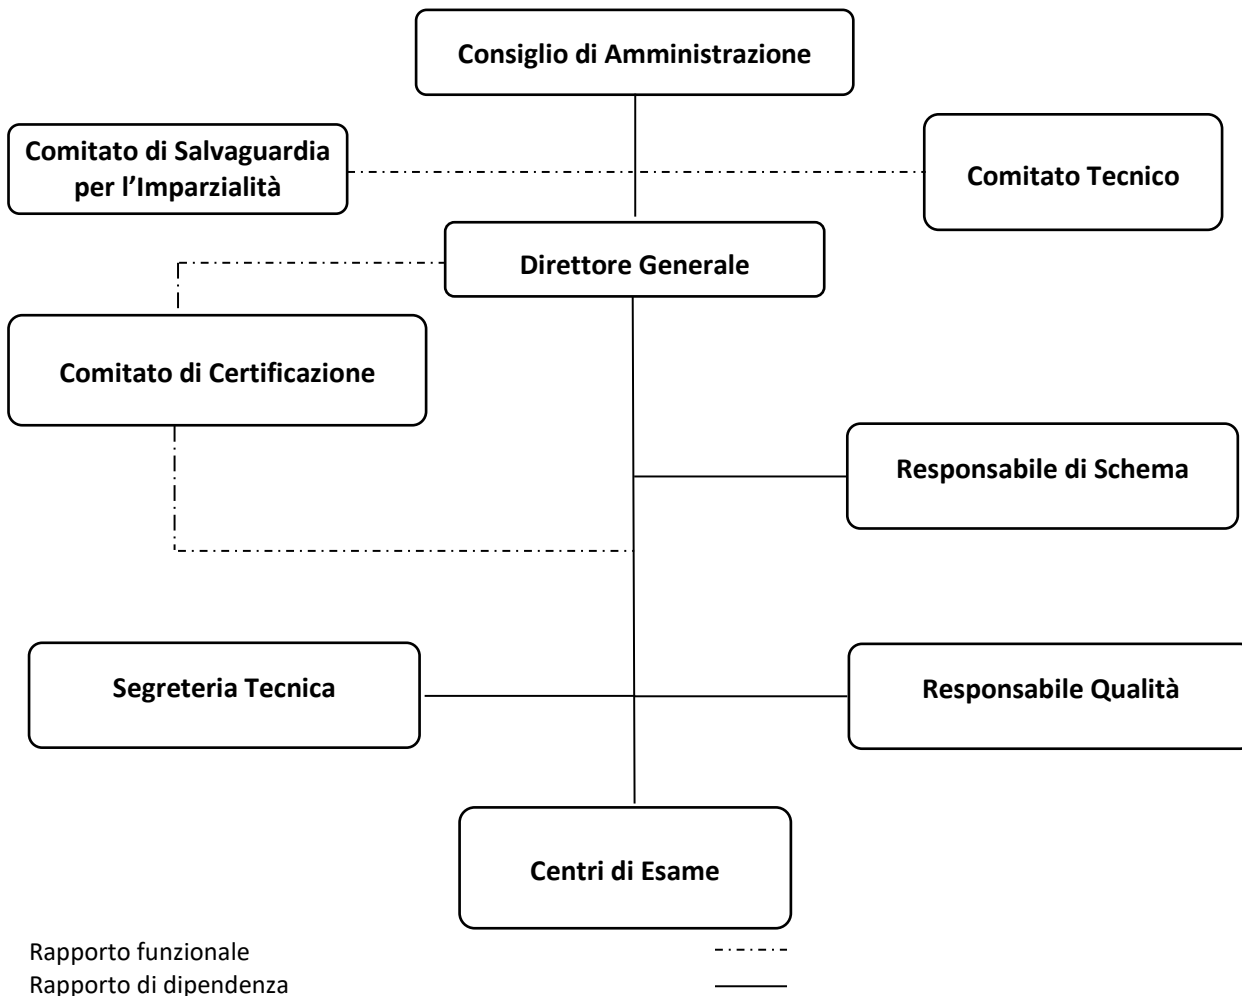 Consiglio di Amministrazione
Comitato di Salvaguardia
per l’Imparzialità
Comitato Tecnico
Direttore Generale
Comitato di Certificazione
Responsabile di Schema
Segreteria Tecnica
Responsabile Qualità
Centri di Esame
Rapporto funzionale
Rapporto di dipendenza